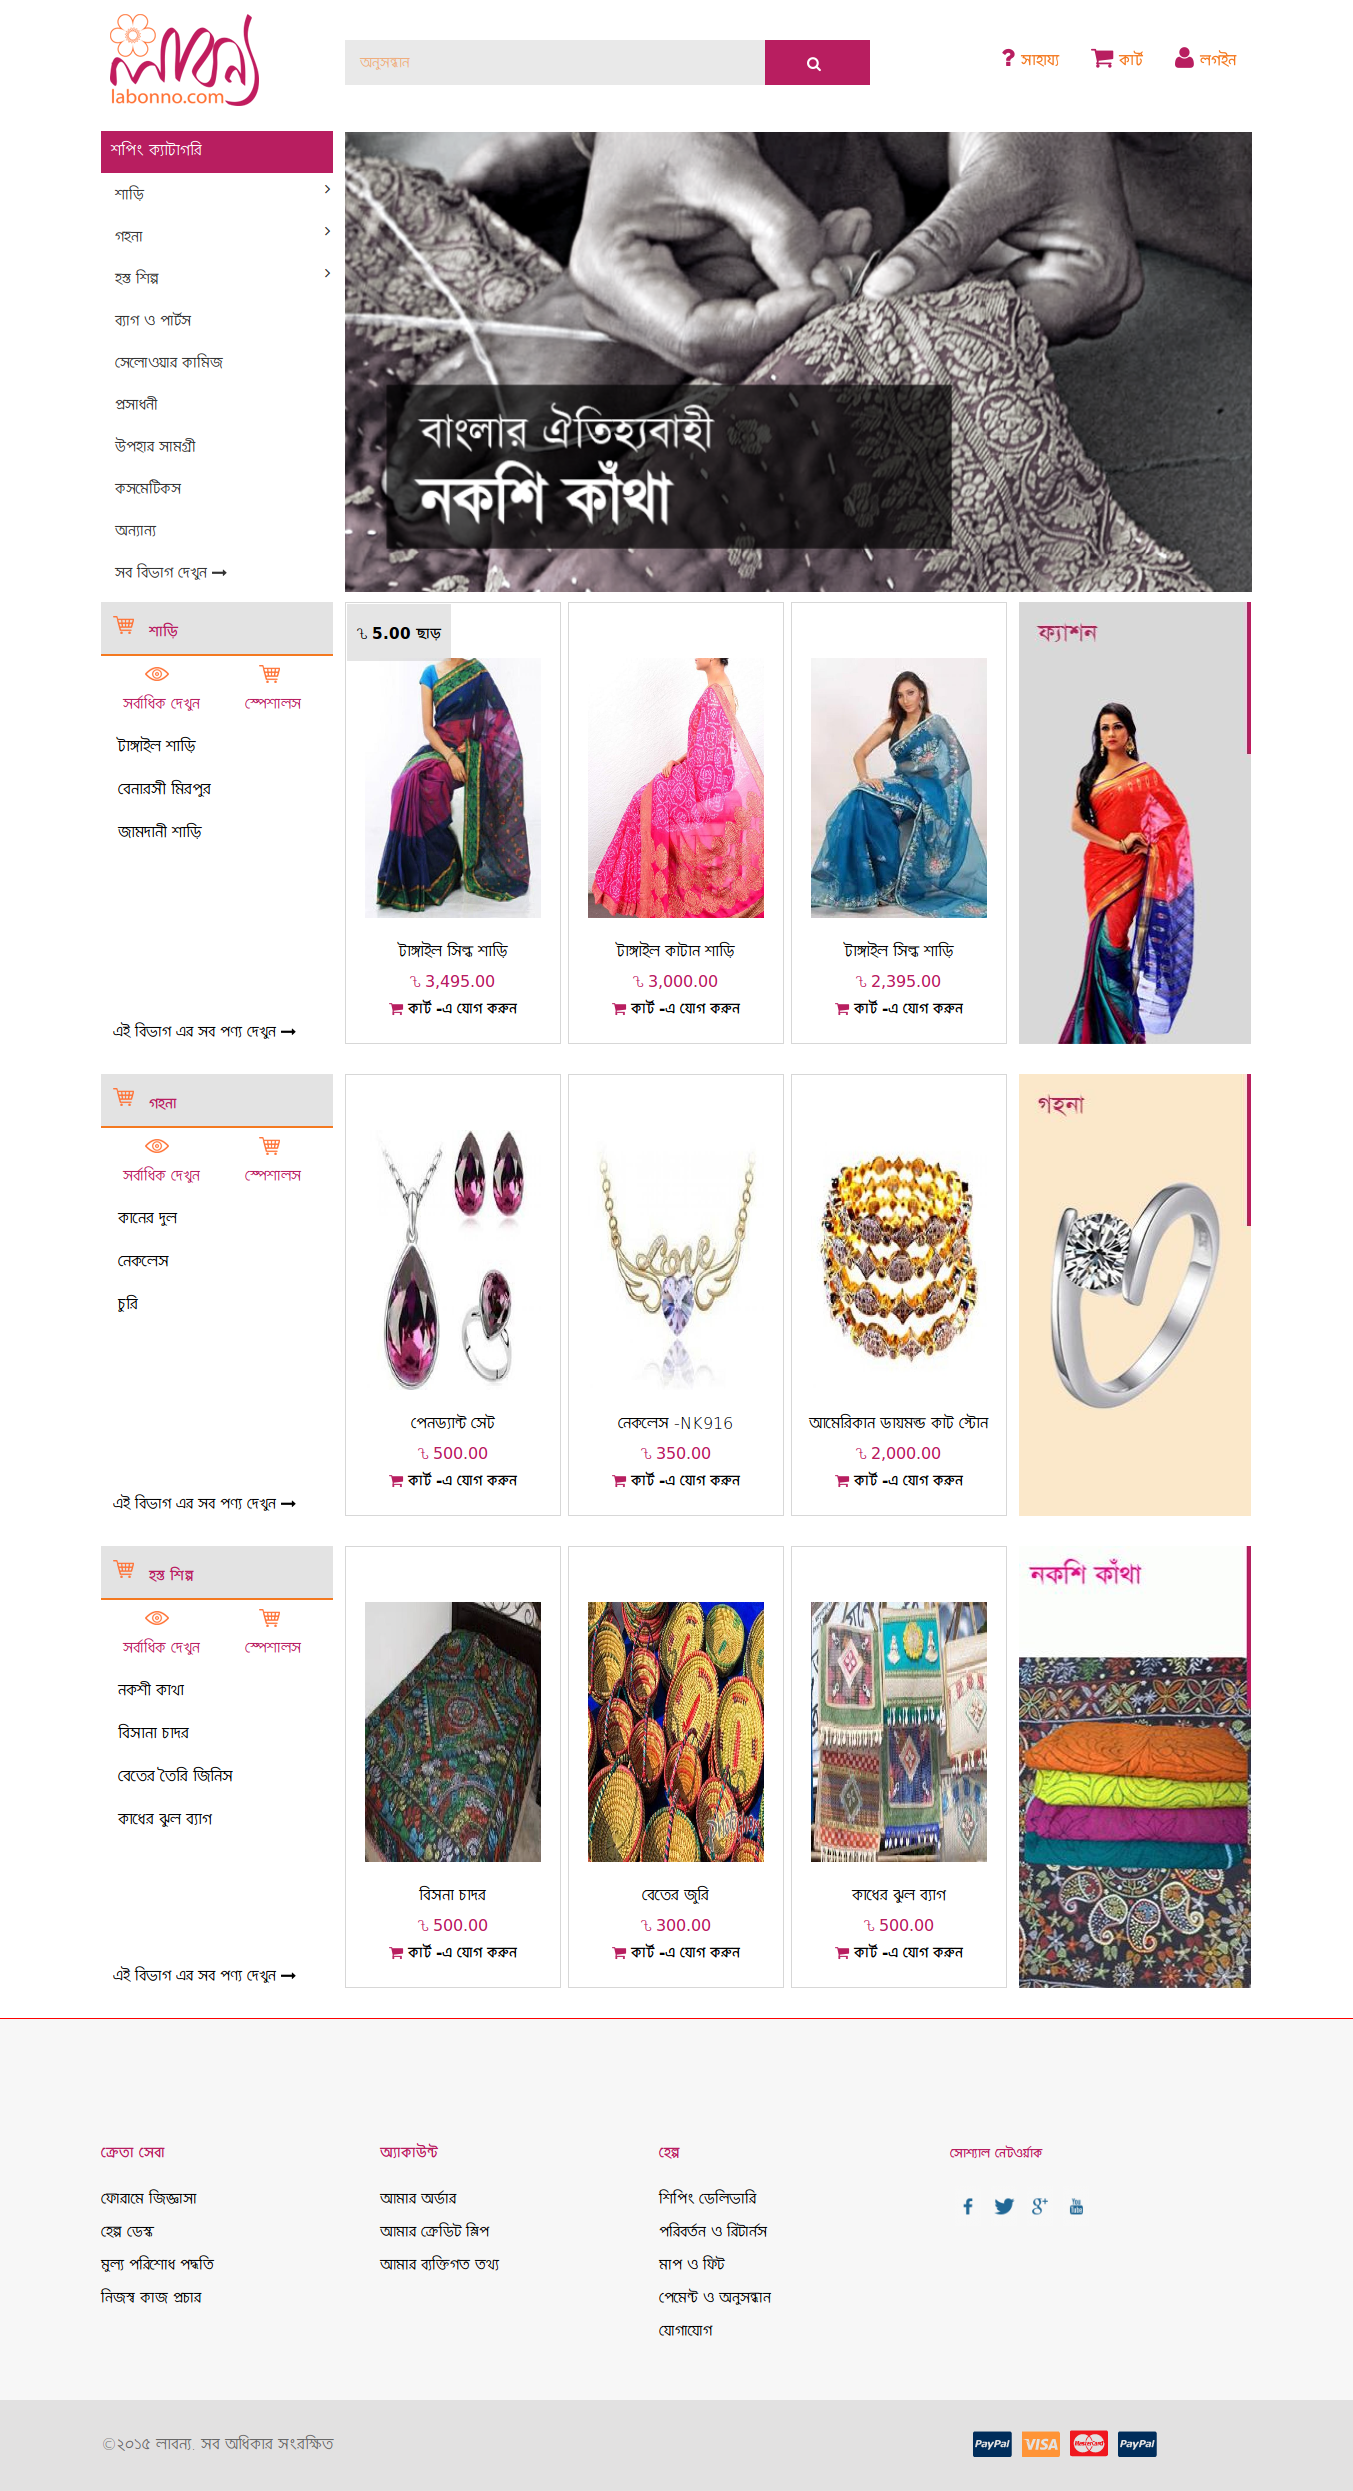 লাবন্য
labonno.com
অনুসন্ধান
? সাহায্য
কার্ট
লগইন
শপিং ক্যাটাগরি
শাড়ি
গহনা
হস্ত শিল্প
ব্যাগ ও পার্টস
সেলোওয়ার কামিজ
প্রসাধনী
উপহার সামগ্রী
কসমেটিকস
অন্যান্য
সব বিভাগ দেখুন
বাংলার ঐতিহ্যবাহী
নকশি কাঁথা
শাড়ি
সর্বাধিক দেখুন
স্পেশালস
টাঙ্গাইল শাড়ি
বেনারসী মিরপুর
জামদানী শাড়ি
এই বিভাগ এর সব পণ্য দেখুন
৳ 5.00 ছাড়
টাঙ্গাইল সিল্ক শাড়ি
৳ 3,495.00
কার্ট -এ যোগ করুন
টাঙ্গাইল কাটান শাড়ি
৳ 3,000.00
কার্ট -এ যোগ করুন
টাঙ্গাইল সিল্ক শাড়ি
৳ 2,395.00
কার্ট -এ যোগ করুন
ফ্যাশন
গহনা
সর্বাধিক দেখুন
স্পেশালস
কানের দুল
নেকলেস
চুরি
এই বিভাগ এর সব পণ্য দেখুন
পেনড্যান্ট সেট
৳ 500.00
কার্ট -এ যোগ করুন
Love
নেকলেস -NK916
৳ 350.00
কার্ট -এ যোগ করুন
আমেরিকান ডায়মন্ড কাট স্টোন
৳ 2,000.00
কার্ট -এ যোগ করুন
গহনা
হস্ত শিল্প
সর্বাধিক দেখুন
স্পেশালস
নকশী কাথা
বিসানা চাদর
বেতের তৈরি জিনিস
কাধের ঝুল ব্যাগ
এই বিভাগ এর সব পণ্য দেখুন
বিসনা চাদর
৳ 500.00
কার্ট -এ যোগ করুন
বেতের জুরি
৳ 300.00
কার্ট -এ যোগ করুন
কাধের ঝুল ব্যাগ
৳ 500.00
কার্ট -এ যোগ করুন
নকশি কাঁথা
ক্রেতা সেবা
ফোরামে জিজ্ঞাসা
হেল্প ডেস্ক
মুল্য পরিশোধ পদ্ধতি
নিজস্ব কাজ প্রচার
অ্যাকাউন্ট
আমার অর্ডার
আমার ক্রেডিট স্লিপ
আমার ব্যক্তিগত তথ্য
হেল্প
শিপিং ডেলিভারি
পরিবর্তন ও রিটার্নস
মাপ ও ফিট
পেমেন্ট ও অনুসন্ধান
যোগাযোগ
সোশ্যাল নেটওর্য়াক
f
g+
You Tube
©২০১৫ লাবন্য. সব অধিকার সংরক্ষিত
PayPal
VISA
MasterCard
PayPal